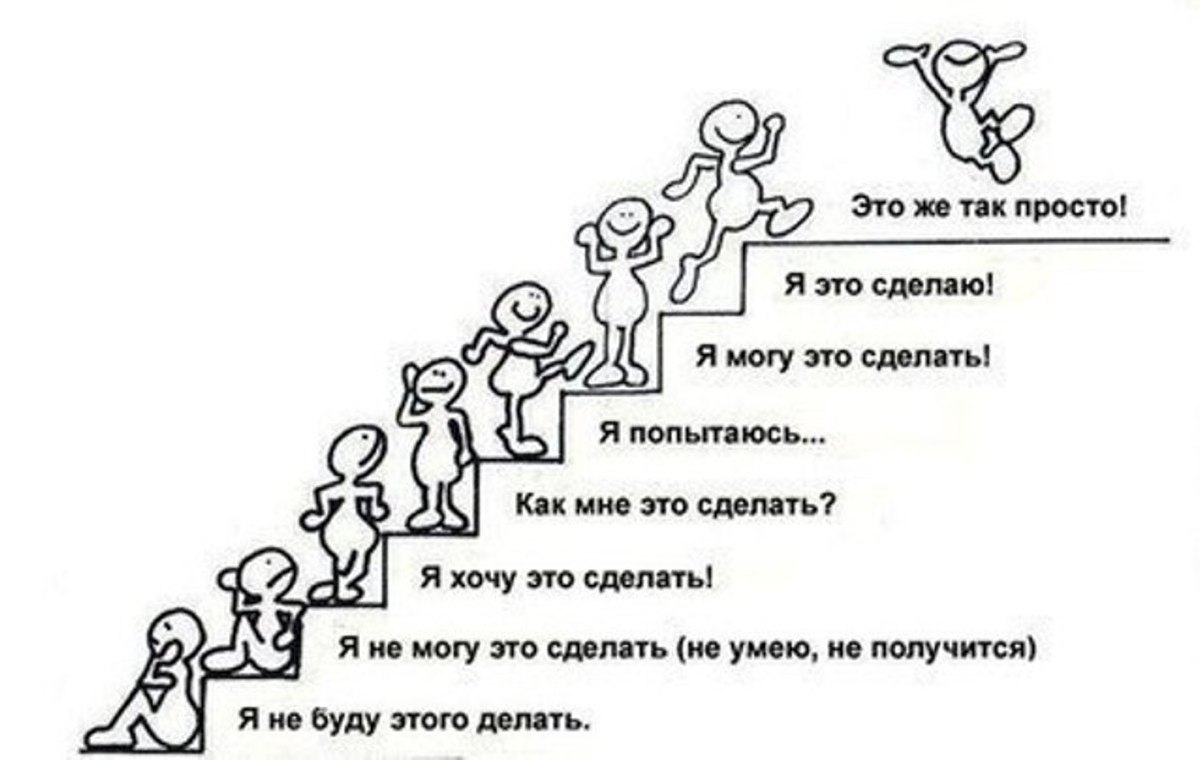 Это же так просто!
Я это сделаю!
Я могу это сделать!
Я попытаюсь...
Как мне это сделать?
Я хочу это сделать!
Я не могу это сделать (не умею, не получится)
Я не буду этого делать.